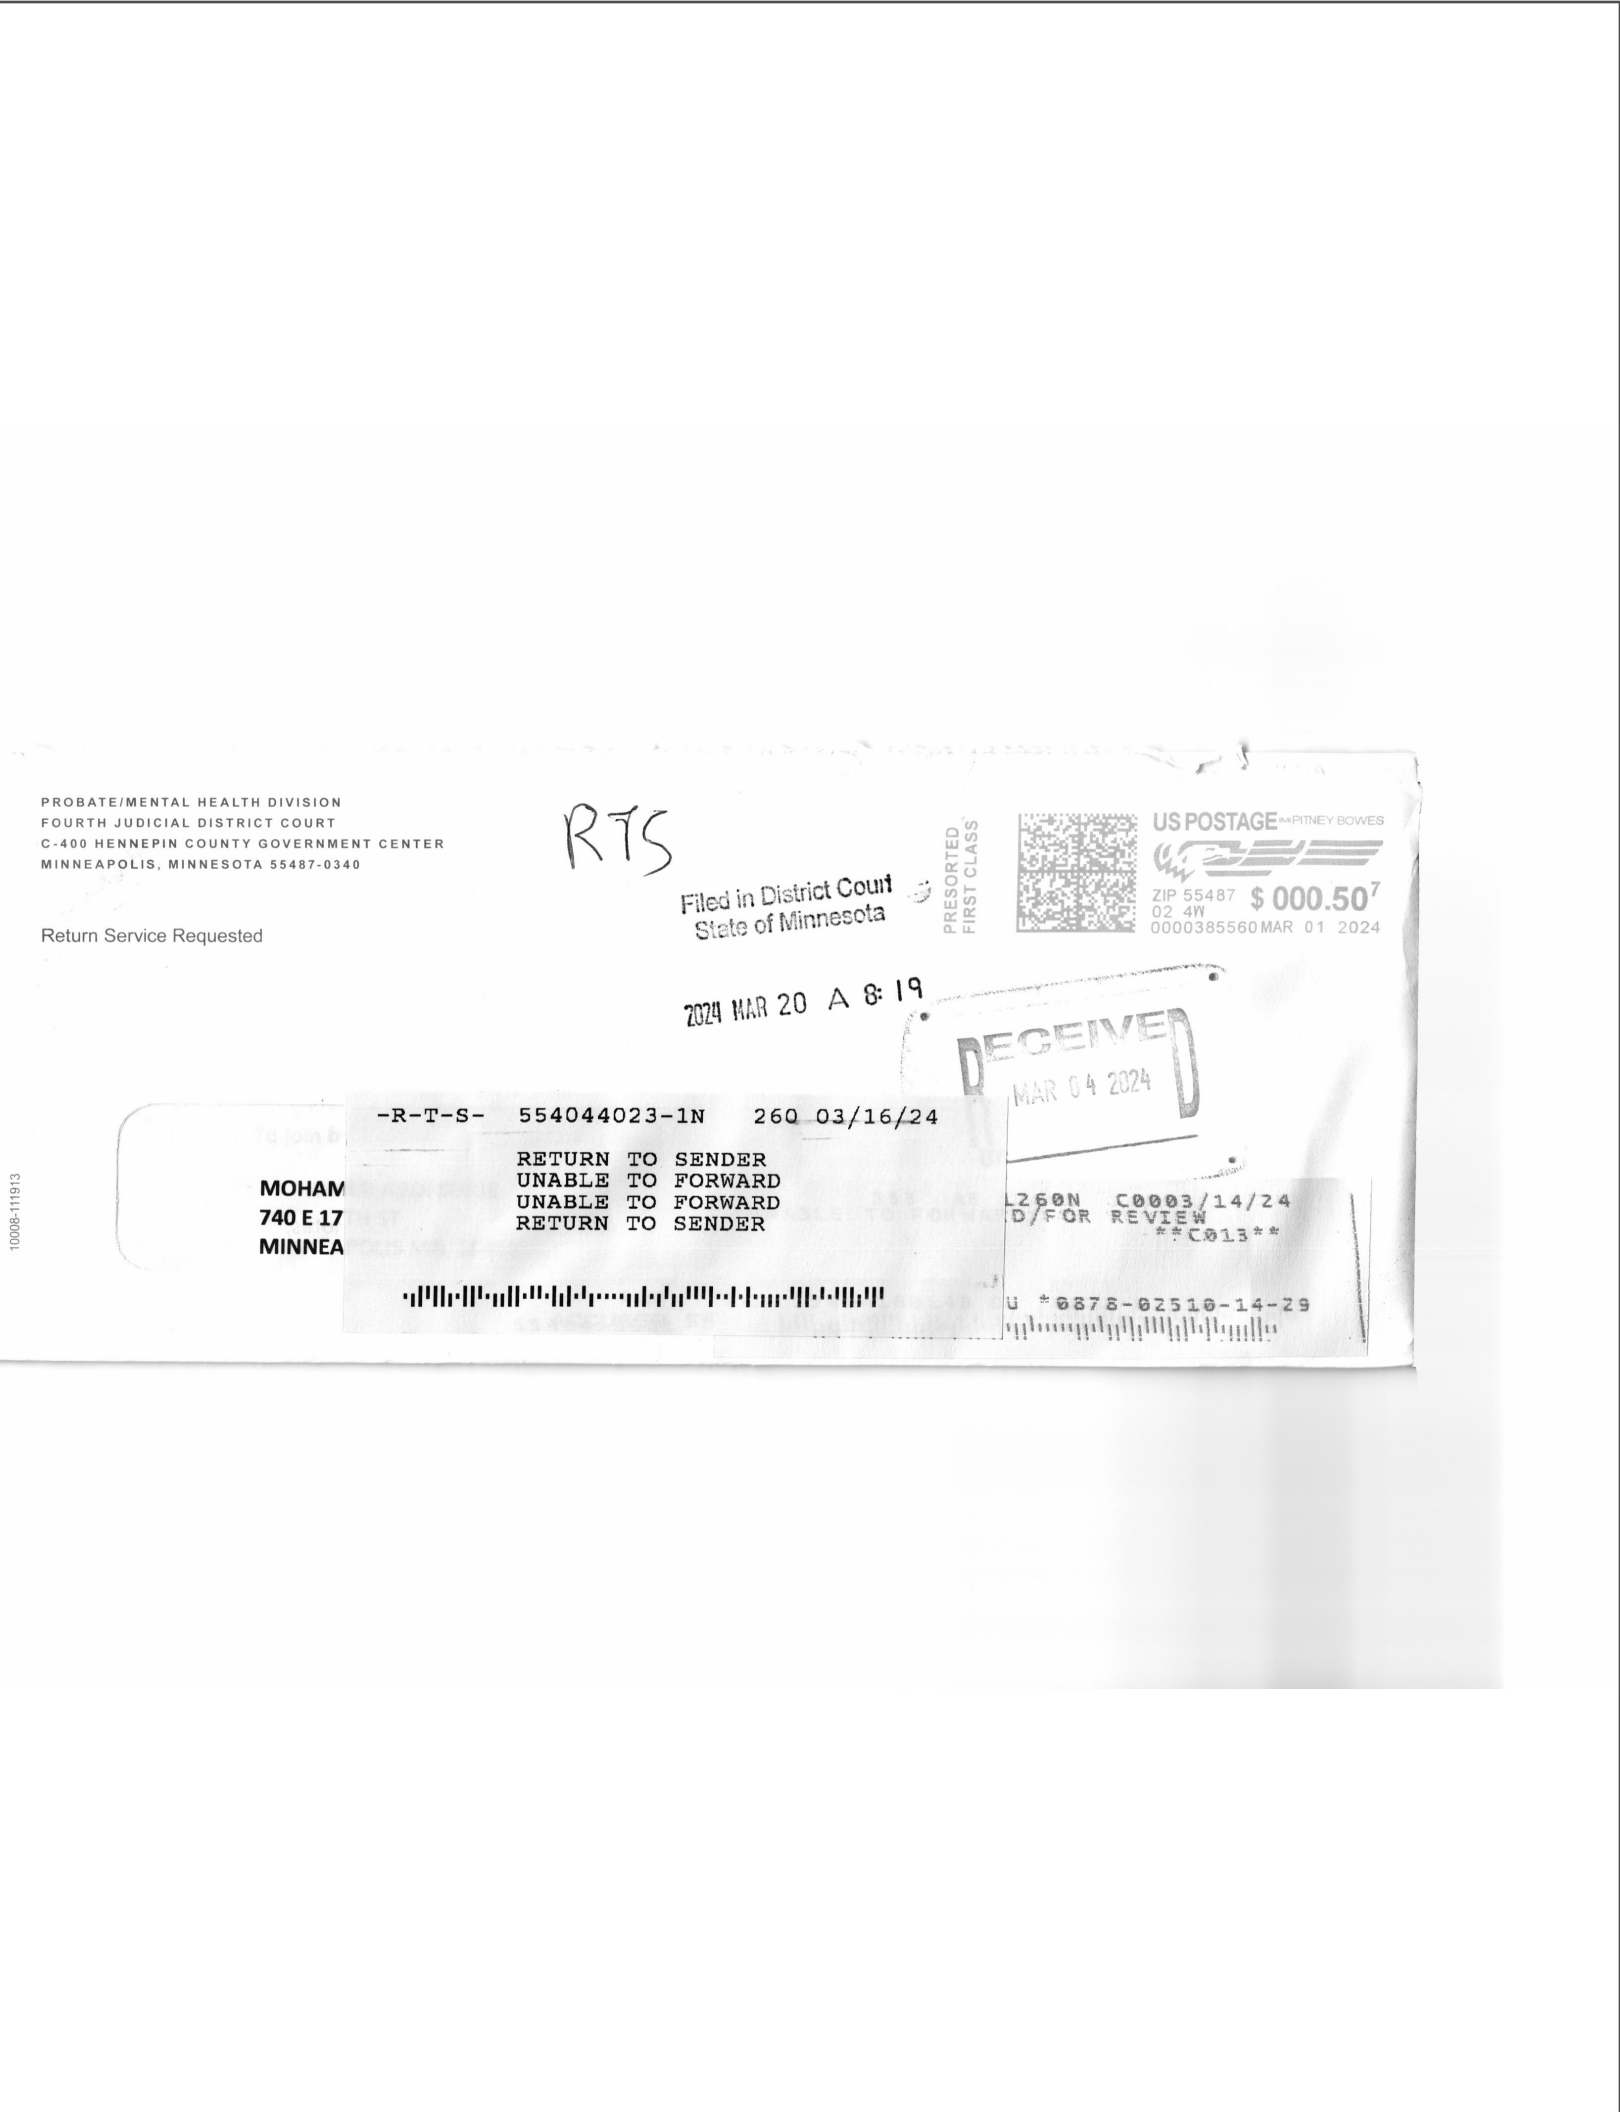 PROBATE/MENTAL HEALTH DIVISION
FOURTH JUDICIAL DISTRICT COURT
C-400 HENNEPIN COUNTY GOVERNMENT CENTER
MINNEAPOLIS, MINNESOTA 55487-0340
Return Service Requested
RTS
Filed in District Court
State of Minnesota
2024 MAR 20 A 8:19
PRESORTED
FIRST CLASS
US POSTAGE IMI PITNEY BOWES
ZIP 55487 $ 000.50⁷
02 4W
0000385560 MAR 01 2024
RECEIVED
MAR 04 2024
-R-T-S- 554044023-1N 260 03/16/24
RETURN TO SENDER
UNABLE TO FORWARD
UNABLE TO FORWARD
RETURN TO SENDER
To join b
MOHAM
740 E 17
MINNEA
L260N C0003/14/24
D/FOR REVIEW
**C013**
U *0878-02510-14-29
10008-111913